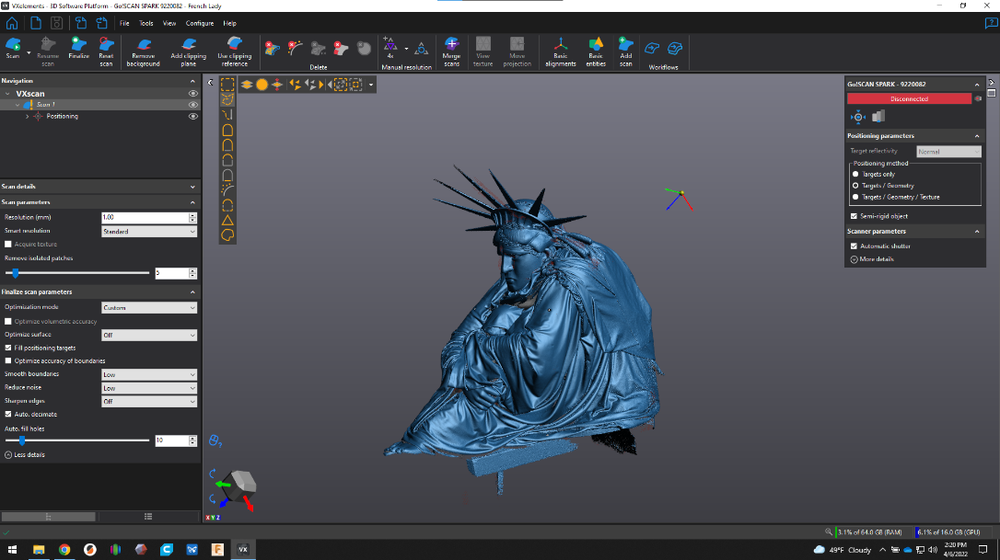 VXelements - 3D Software Platform - Go!SCAN SPARK 9220082 - French Lady
File Tools View Configure Help
Scan
Resume scan
Finalize
Reset scan
Remove background
Add clipping plane
Use clipping reference
Delete
4x
Manual resolution
Merge scans
View texture
Move projection
Basic alignments
Basic entities
Add scan
Workflows
Navigation
VXscan
Scan 1
Positioning
Scan details
Scan parameters
Resolution (mm) 1.00
Smart resolution Standard
Acquire texture
Remove isolated patches
5
Finalize scan parameters
Optimization mode Custom
Optimize volumetric accuracy
Optimize surface Off
Fill positioning targets
Optimize accuracy of boundaries
Smooth boundaries Low
Reduce noise Low
Sharpen edges Off
Auto. decimate
Auto. fill holes
10
Less details
Go!SCAN SPARK - 9220082
Disconnected
Positioning parameters
Target reflectivity Normal
Positioning method
Targets only
Targets / Geometry
Targets / Geometry / Texture
Semi-rigid object
Scanner parameters
Automatic shutter
More details
X Y Z
3.1% of 64.0 GB (RAM) 6.1% of 16.0 GB (GPU)
VX
49°F Cloudy
2:20 PM
4/6/2022